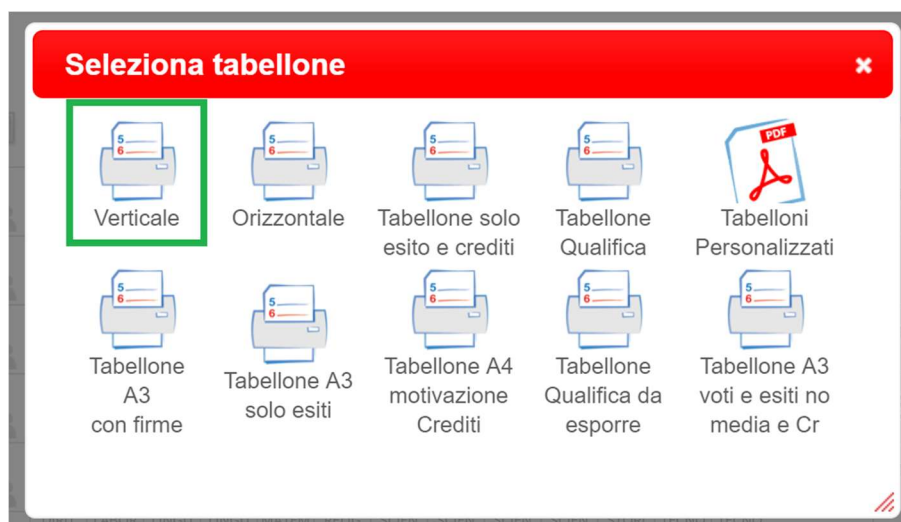 Seleziona tabellone
Verticale
Orizzontale
Tabellone solo
esito e crediti
Tabellone
Qualifica
PDF
Tabelloni
Personalizzati
Tabellone
A3
con firme
Tabellone A3
solo esiti
Tabellone A4
motivazione
Crediti
Tabellone
Qualifica da
esporre
Tabellone A3
voti e esiti no
media e Cr